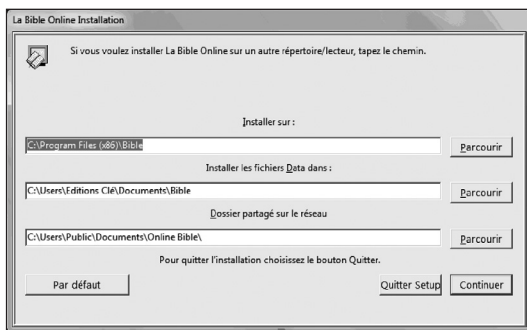 La Bible Online Installation
Si vous voulez installer La Bible Online sur un autre répertoire/lecteur, tapez le chemin.
Installer sur :
C:\Program Files (x86)\Bible
Parcourir
Installer les fichiers Data dans :
C:\Users\Editions Clé\Documents\Bible
Parcourir
Dossier partagé sur le réseau
C:\Users\Public\Documents\Online Bible\
Parcourir
Pour quitter l'installation choisissez le bouton Quitter.
Par défaut
Quitter Setup
Continuer